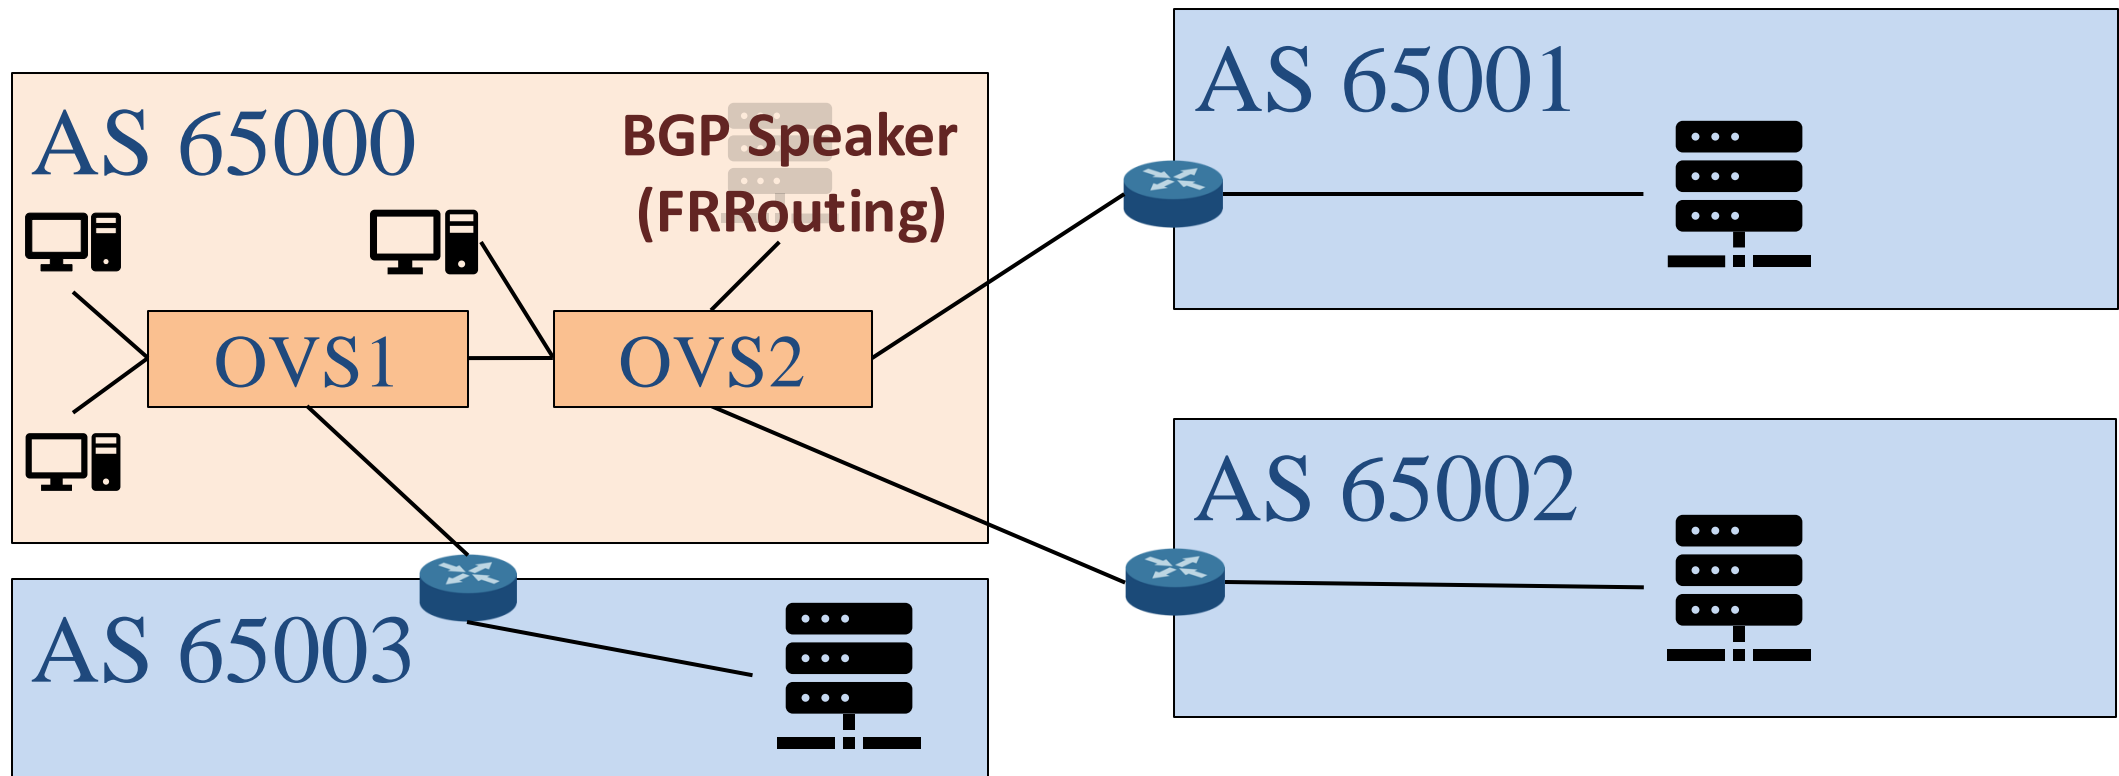 AS 65000
BGP Speaker
(FRRouting)
OVS1
OVS2
AS 65001
AS 65002
AS 65003